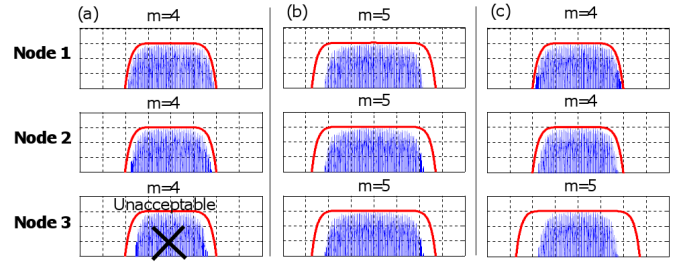 (a) m=4 (b) m=5 (c) m=4
Node 1
m=4 m=5 m=4
Node 2
m=4 m=5 m=5
Unacceptable
Node 3